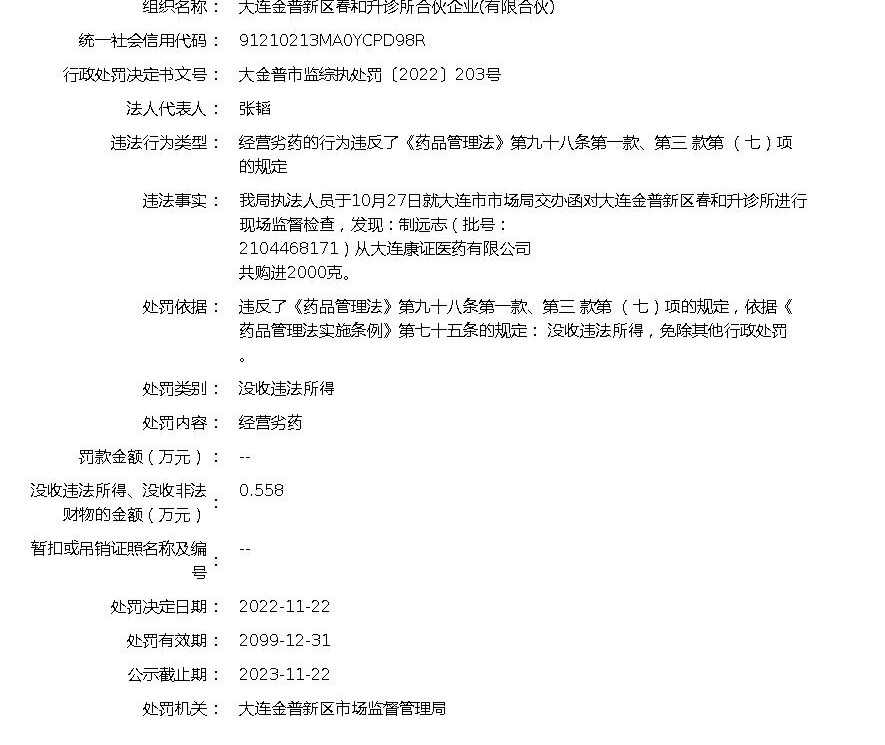 组织名称： 大连金普新区春和升诊所合伙企业(有限合伙)
统一社会信用代码： 91210213MA0YCPD98R
行政处罚决定书文号： 大金普市监综执处罚〔2022〕203号
法人代表人： 张韬
违法行为类型： 经营劣药的行为违反了《药品管理法》第九十八条第一款、第三 款第 （七）项
的规定
违法事实： 我局执法人员于10月27日就大连市市场局交办函对大连金普新区春和升诊所进行
现场监督检查，发现：制远志（批号：
2104468171）从大连康证医药有限公司
共购进2000克。
处罚依据： 违反了《药品管理法》第九十八条第一款、第三 款第 （七）项的规定，依据《
药品管理法实施条例》第七十五条的规定： 没收违法所得，免除其他行政处罚
。
处罚类别： 没收违法所得
处罚内容： 经营劣药
罚款金额（万元）： --
没收违法所得、没收非法
财物的金额（万元）： 0.558
暂扣或吊销证照名称及编
号： --
处罚决定日期： 2022-11-22
处罚有效期： 2099-12-31
公示截止期： 2023-11-22
处罚机关： 大连金普新区市场监督管理局